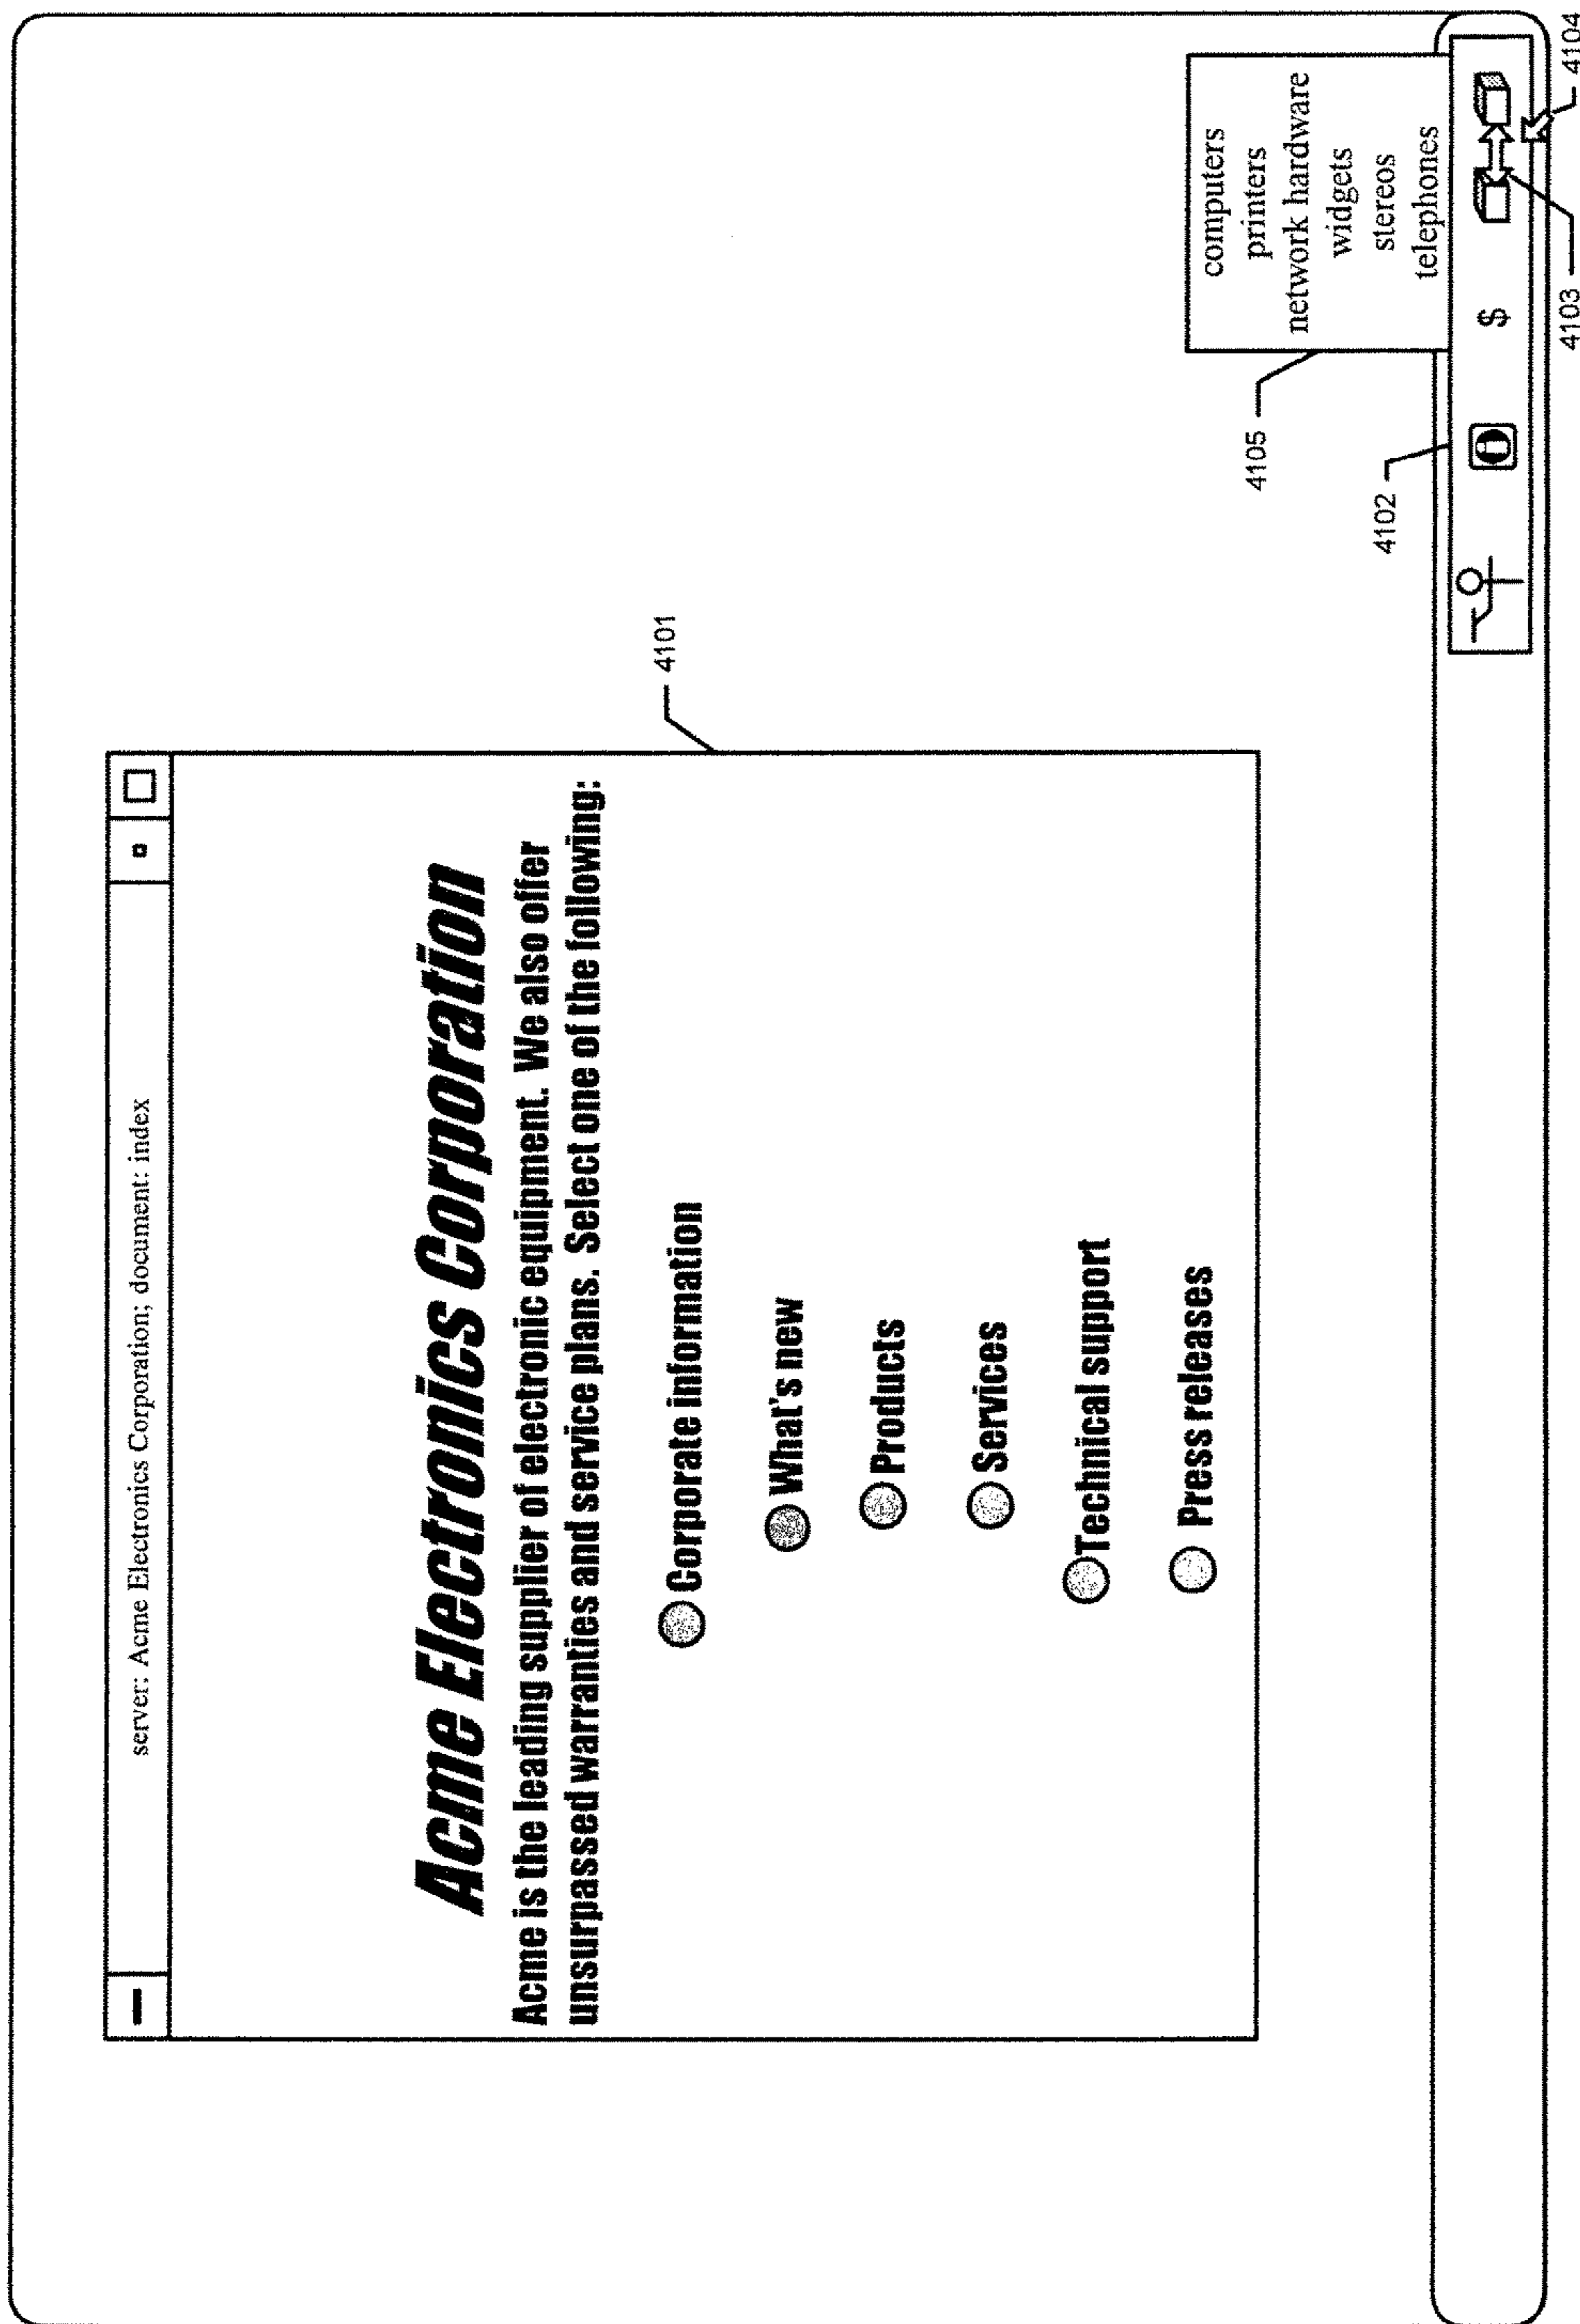 server: Acme Electronics Corporation; document: index
Acme Electronics Corporation
Acme is the leading supplier of electronic equipment. We also offer
unsurpassed warranties and service plans. Select one of the following:
Corporate information
What's new
Products
Services
Technical support
Press releases
4101
computers
printers
network hardware
widgets
stereos
telephones
4105
4102
$
4103
4104